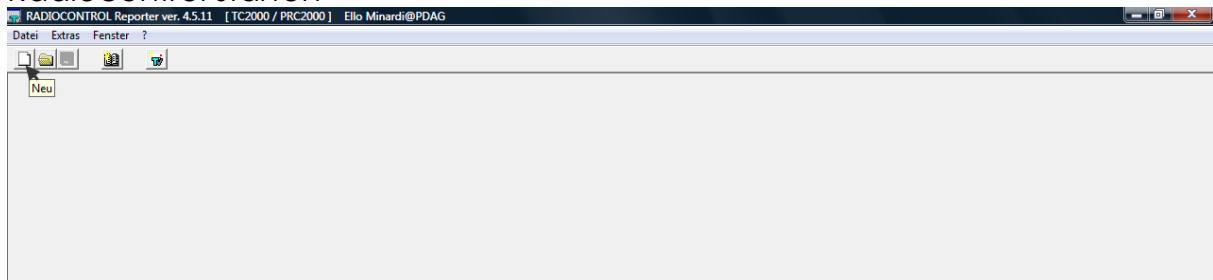 RADIOCONTROL Reporter ver. 4.5.11 [ TC2000 / PRC2000 ] Ello Minardi@PDAG
Datei Extras Fenster ?
Neu